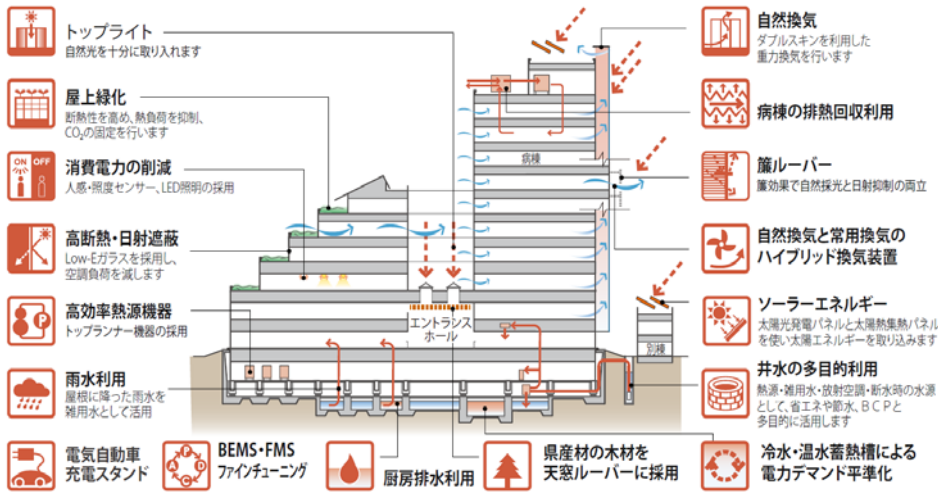 トップライト
自然光を十分に取り入れます
屋上緑化
断熱性を高め、熱負荷を抑制、
CO₂の固定を行います
ON OFF
消費電力の削減
人感・照度センサー、LED照明の採用
高断熱・日射遮蔽
Low-Eガラスを採用し、
空調負荷を減します
高効率熱源機器
トップランナー機器の採用
P
雨水利用
屋根に降った雨水を
雑用水として活用
電気自動車
充電スタンド
A P D C
BEMS・FMS
ファインチューニング
厨房排水利用
県産材の木材を
天窓ルーバーに採用
病棟
エントランス
ホール
別棟
自然換気
ダブルスキンを利用した
重力換気を行います
病棟の排熱回収利用
簾ルーバー
簾効果で自然採光と日射抑制の両立
自然換気と常用換気の
ハイブリッド換気装置
ソーラーエネルギー
太陽光発電パネルと太陽熱集熱パネル
を使い太陽エネルギーを取り込みます
井水の多目的利用
熱源・雑用水・放射空調・断水時の水源
として、省エネや節水、BCPと
多目的に活用します
冷水・温水蓄熱槽による
電力デマンド平準化